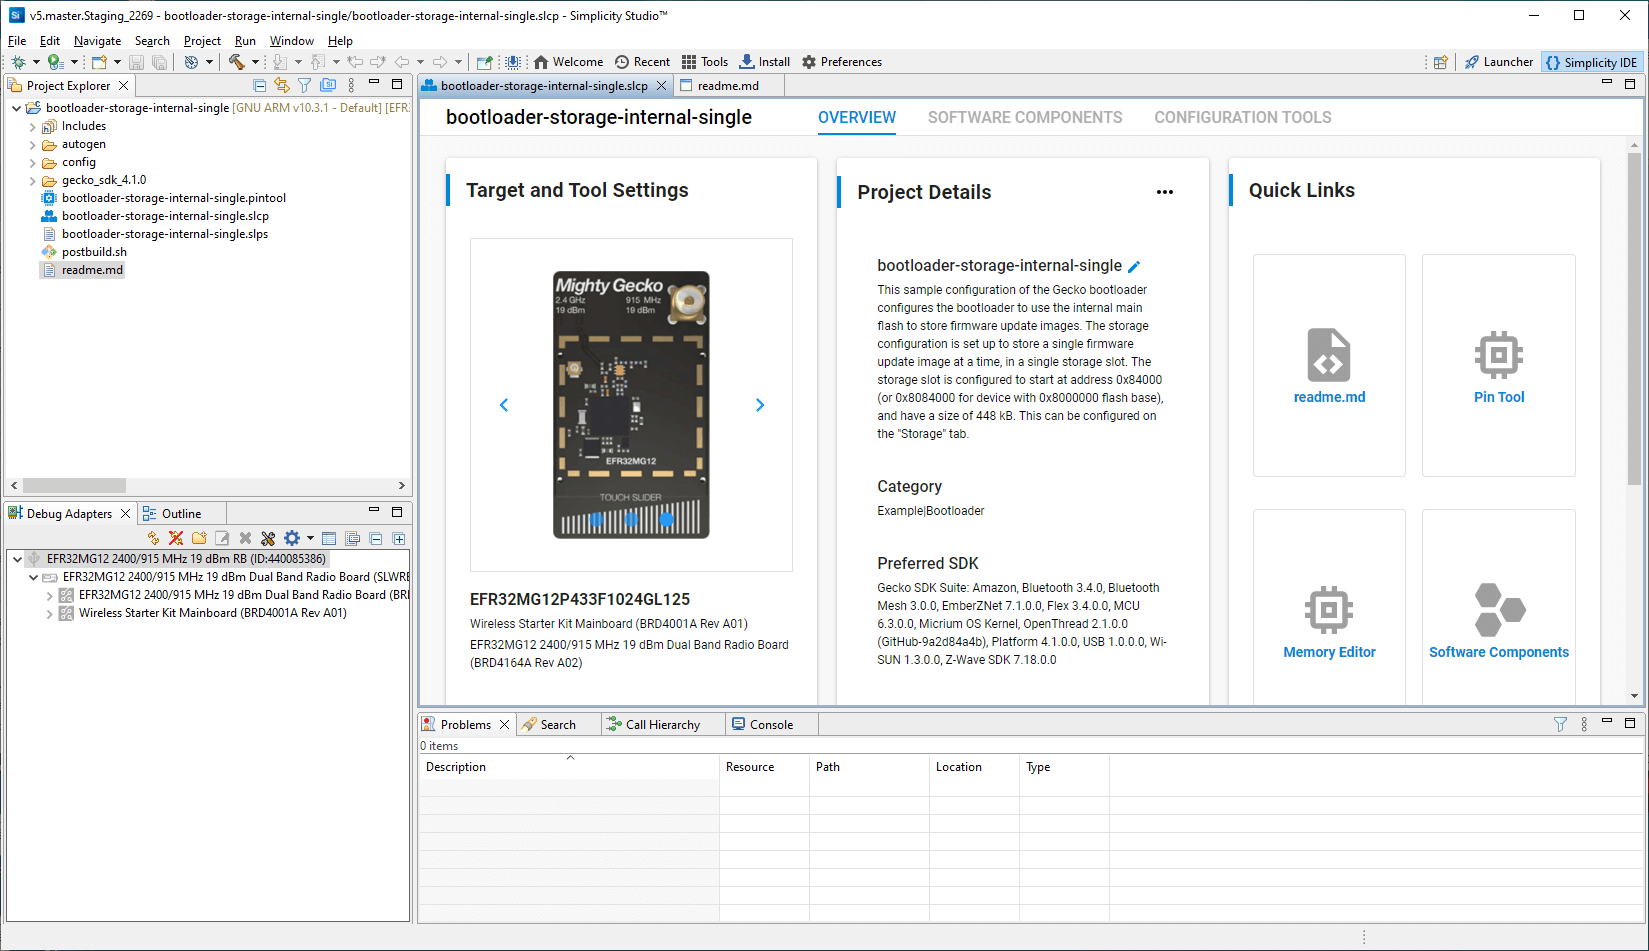 v5.master.Staging_2269 - bootloader-storage-internal-single/bootloader-storage-internal-single.slcp - Simplicity Studio™
File Edit Navigate Search Project Run Window Help
Welcome Recent Tools Install Preferences Launcher Simplicity IDE
Project Explorer
bootloader-storage-internal-single [GNU ARM v10.3.1 - Default] [EFR3
Includes
autogen
config
gecko_sdk_4.1.0
bootloader-storage-internal-single.pintool
bootloader-storage-internal-single.slcp
bootloader-storage-internal-single.slps
postbuild.sh
readme.md
Debug Adapters Outline
EFR32MG12 2400/915 MHz 19 dBm RB (ID:440085386)
EFR32MG12 2400/915 MHz 19 dBm Dual Band Radio Board (SLWRB
EFR32MG12 2400/915 MHz 19 dBm Dual Band Radio Board (BRD
Wireless Starter Kit Mainboard (BRD4001A Rev A01)
bootloader-storage-internal-single.slcp readme.md
bootloader-storage-internal-single OVERVIEW SOFTWARE COMPONENTS CONFIGURATION TOOLS
Target and Tool Settings
Mighty Gecko
2.4 GHz 915 MHz
19 dBm 19 dBm
EFR32MG12
TOUCH SLIDER
EFR32MG12P433F1024GL125
Wireless Starter Kit Mainboard (BRD4001A Rev A01)
EFR32MG12 2400/915 MHz 19 dBm Dual Band Radio Board
(BRD4164A Rev A02)
Project Details
bootloader-storage-internal-single
This sample configuration of the Gecko bootloader
configures the bootloader to use the internal main
flash to store firmware update images. The storage
configuration is set up to store a single firmware
update image at a time, in a single storage slot. The
storage slot is configured to start at address 0x84000
(or 0x8084000 for device with 0x8000000 flash base),
and have a size of 448 kB. This can be configured on
the "Storage" tab.
Category
Example|Bootloader
Preferred SDK
Gecko SDK Suite: Amazon, Bluetooth 3.4.0, Bluetooth
Mesh 3.0.0, EmberZNet 7.1.0.0, Flex 3.4.0.0, MCU
6.3.0.0, Micrium OS Kernel, OpenThread 2.1.0.0
(GitHub-9a2d84a4b), Platform 4.1.0.0, USB 1.0.0.0, Wi-
SUN 1.3.0.0, Z-Wave SDK 7.18.0.0
Quick Links
readme.md
Pin Tool
Memory Editor
Software Components
Problems Search Call Hierarchy Console
0 items
Description Resource Path Location Type